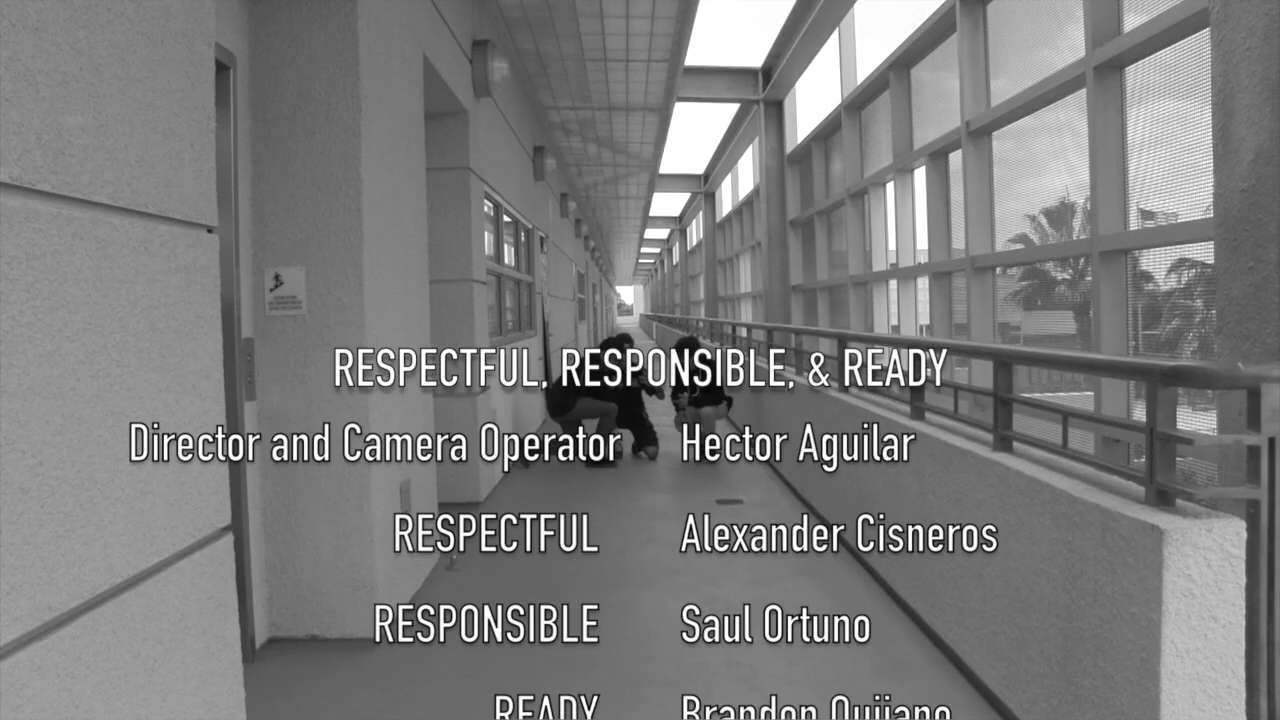 RESPECTFUL, RESPONSIBLE, & READY
Director and Camera Operator Hector Aguilar
RESPECTFUL Alexander Cisneros
RESPONSIBLE Saul Ortuno
READY Brandon Quijano